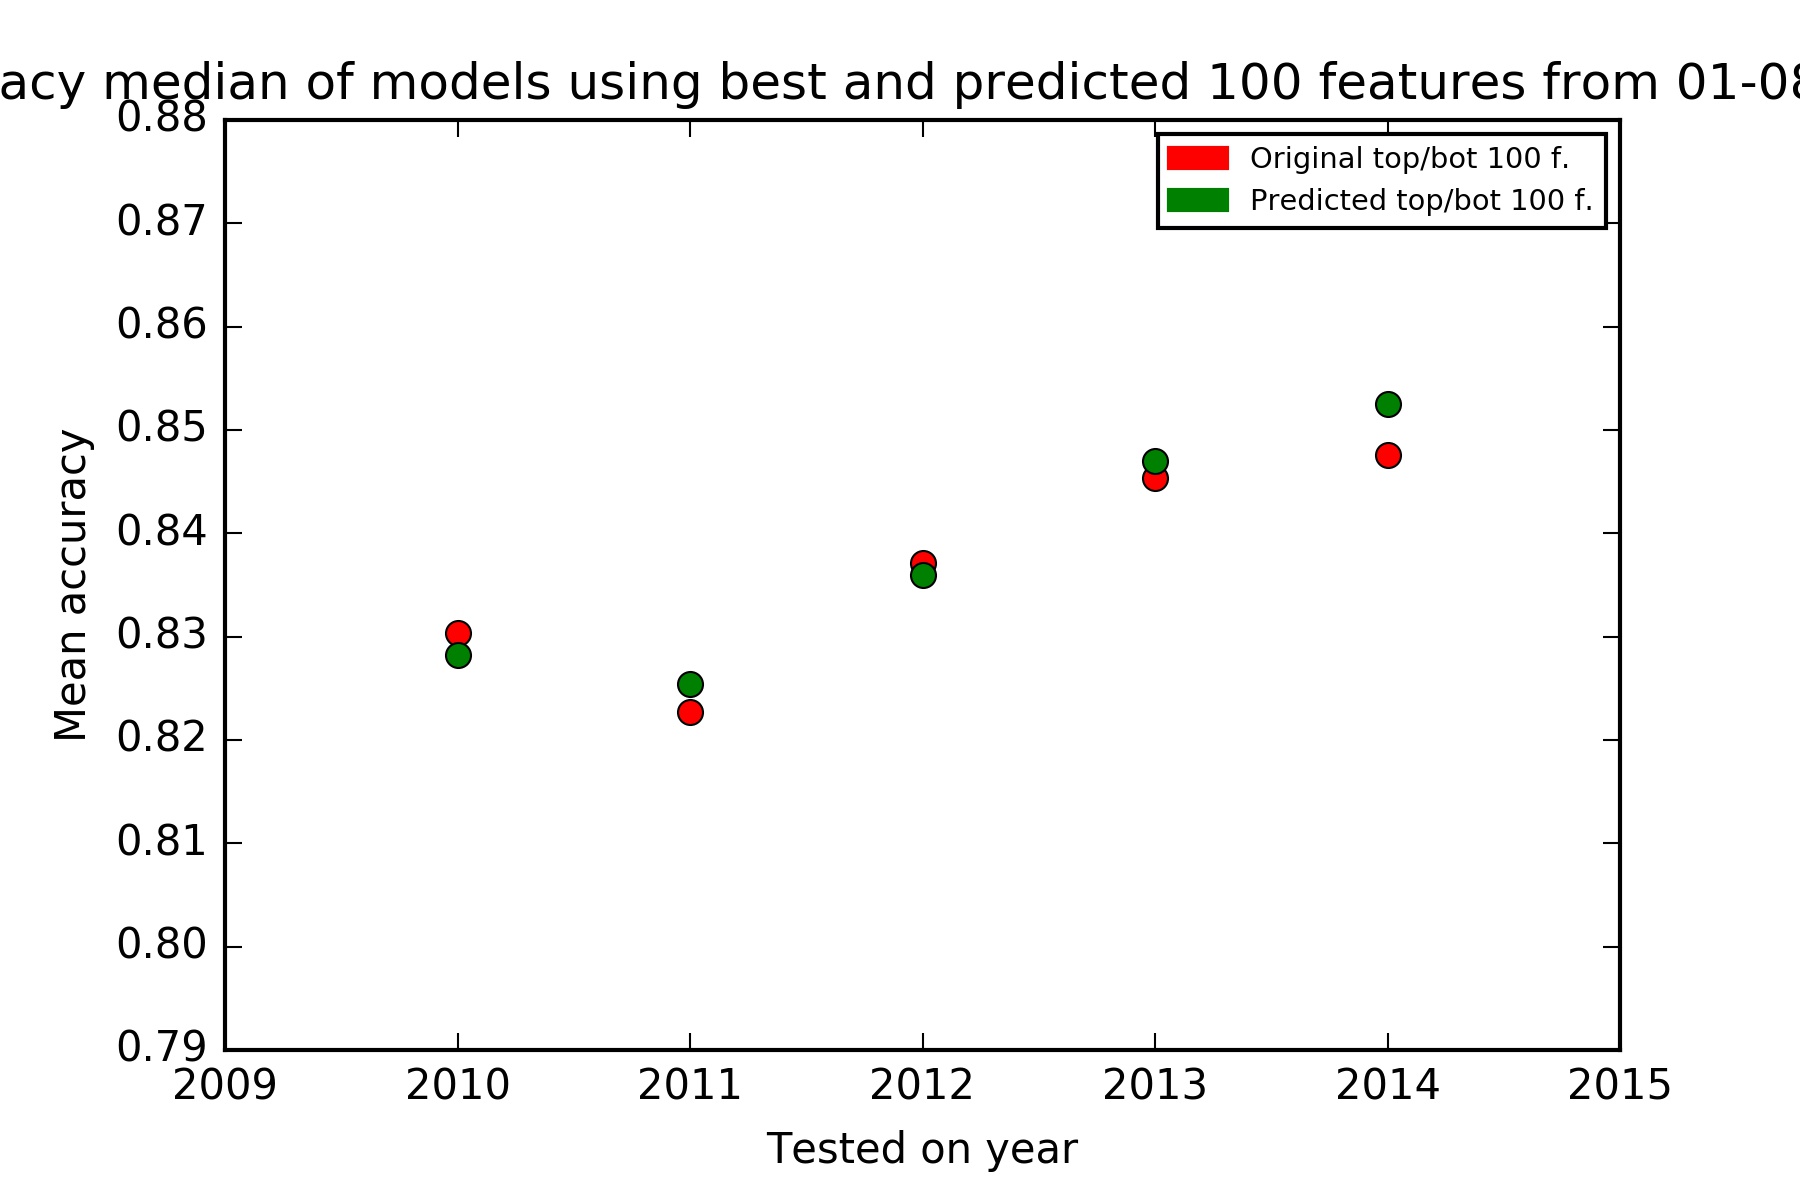 acy median of models using best and predicted 100 features from 01-08
0.88
0.87
0.86
0.85
0.84
0.83
0.82
0.81
0.80
0.79
Mean accuracy
Original top/bot 100 f.
Predicted top/bot 100 f.
2009 2010 2011 2012 2013 2014 2015
Tested on year